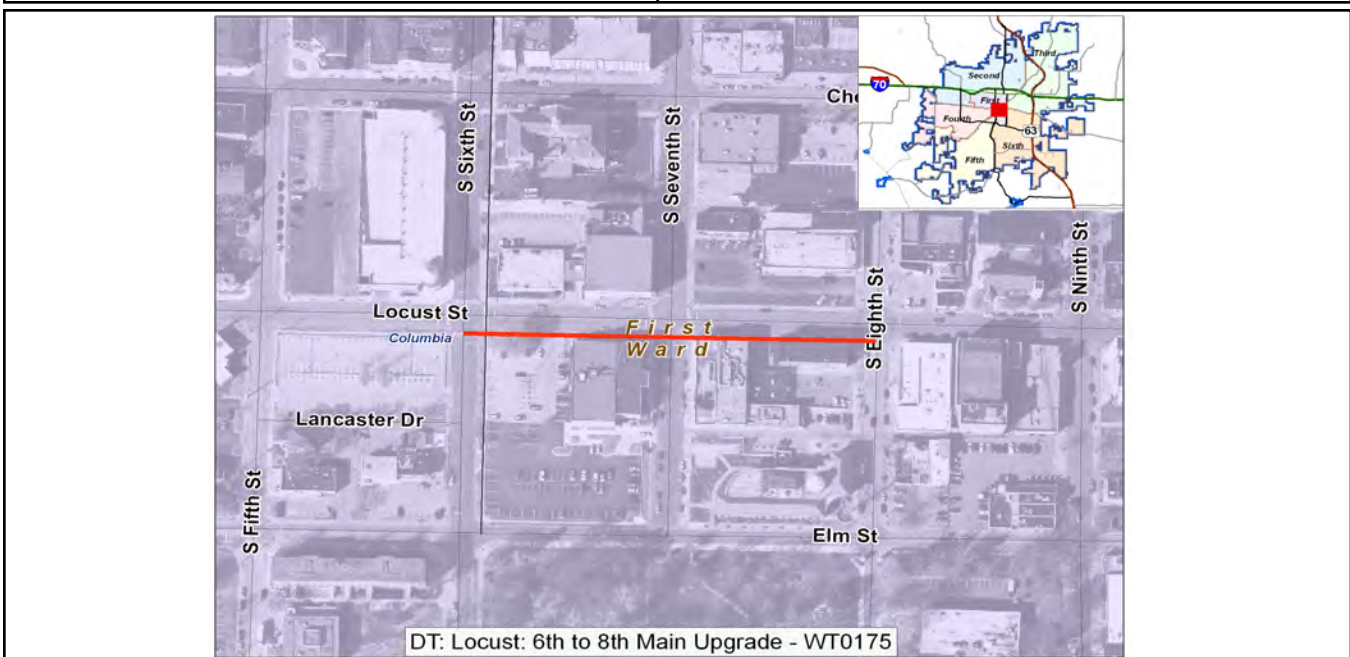 Third
Second
70
First
Fourth
63
Sixth
Fifth
Che
S Sixth St
S Seventh St
S Eighth St
S Ninth St
Locust St
Columbia
First
Ward
Lancaster Dr
S Fifth St
Elm St
DT: Locust: 6th to 8th Main Upgrade - WT0175